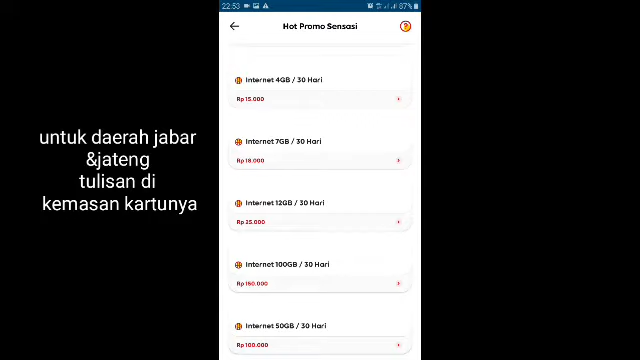 22:53
87%
Hot Promo Sensasi
?
Internet 4GB / 30 Hari
Rp 15.000
Internet 7GB / 30 Hari
Rp 18.000
Internet 12GB / 30 Hari
Rp 25.000
Internet 100GB / 30 Hari
Rp 160.000
Internet 50GB / 30 Hari
Rp 100.000
untuk daerah jabar
&jateng
tulisan di
kemasan kartunya